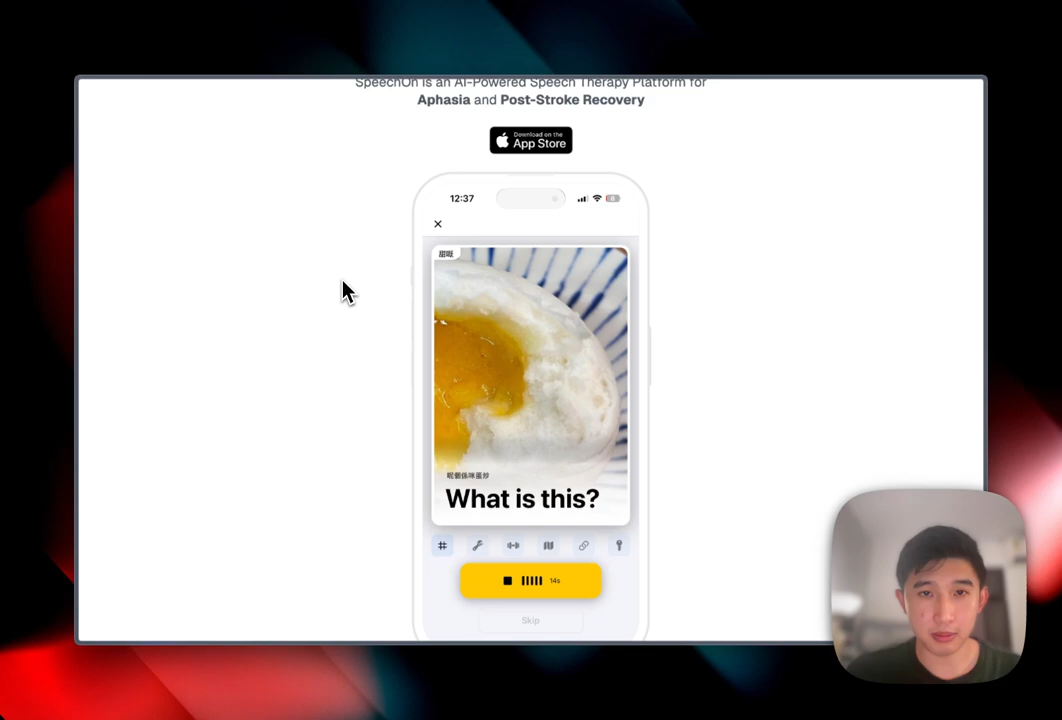 SpeechOn is an AI-Powered Speech Therapy Platform for
Aphasia and Post-Stroke Recovery
Download on the
App Store
12:37
What is this?
14s
Skip